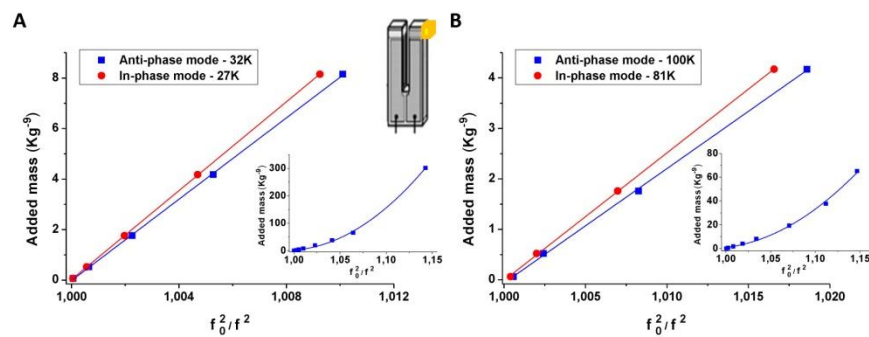 A
Anti-phase mode - 32K
In-phase mode - 27K
Added mass (Kg⁻⁹)
8
6
4
2
0
1,000
1,004
1,008
1,012
f₀²/f²
Added mass (Kg⁻⁹)
300
200
100
0
1,00
1,05
1,10
1,15
f₀²/f²
B
Anti-phase mode - 100K
In-phase mode - 81K
Added mass (Kg⁻⁹)
4
3
2
1
0
1,000
1,005
1,010
1,015
1,020
f₀²/f²
Added mass (Kg⁻⁹)
80
60
40
20
0
1,00
1,05
1,10
1,15
f₀²/f²